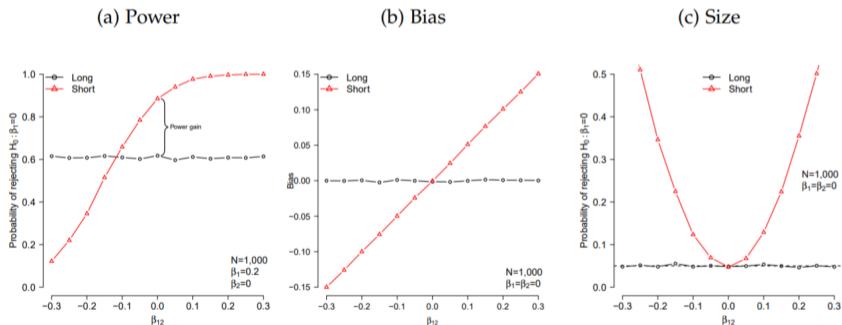 (a) Power
Probability of rejecting H₀ : β₁=0
1.0
0.8
0.6
0.4
0.2
0.0
Long
Short
Power gain
N=1,000
β₁=0.2
β₂=0
−0.3 −0.2 −0.1 0.0 0.1 0.2 0.3
β₁₂
(b) Bias
Bias
0.15
0.10
0.05
0.00
−0.05
−0.10
−0.15
Long
Short
N=1,000
β₁=β₂=0
−0.3 −0.2 −0.1 0.0 0.1 0.2 0.3
β₁₂
(c) Size
Probability of rejecting H₀ : β₁=0
0.5
0.4
0.3
0.2
0.1
0.0
Long
Short
N=1,000
β₁=β₂=0
−0.3 −0.2 −0.1 0.0 0.1 0.2 0.3
β₁₂